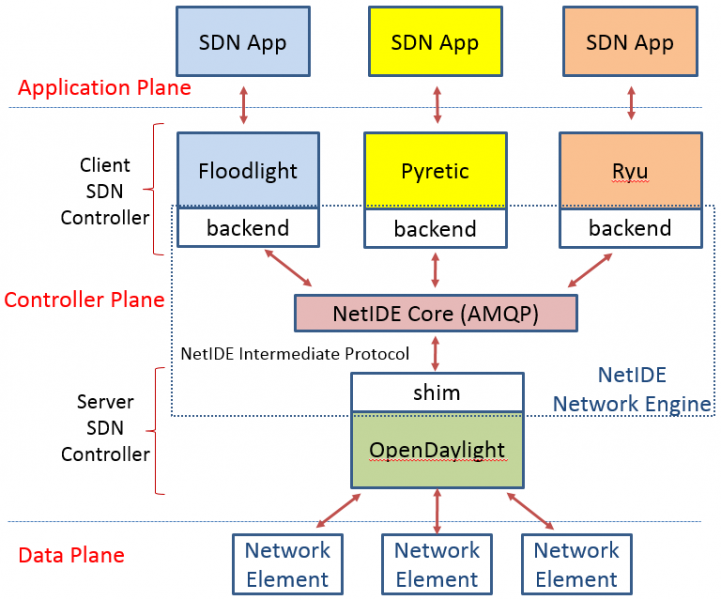 SDN App
SDN App
SDN App
Application Plane
Client
SDN
Controller
Floodlight
Pyretic
Ryu
backend
backend
backend
Controller Plane
NetIDE Core (AMQP)
NetIDE Intermediate Protocol
NetIDE
Network Engine
Server
SDN
Controller
shim
OpenDaylight
Data Plane
Network
Element
Network
Element
Network
Element